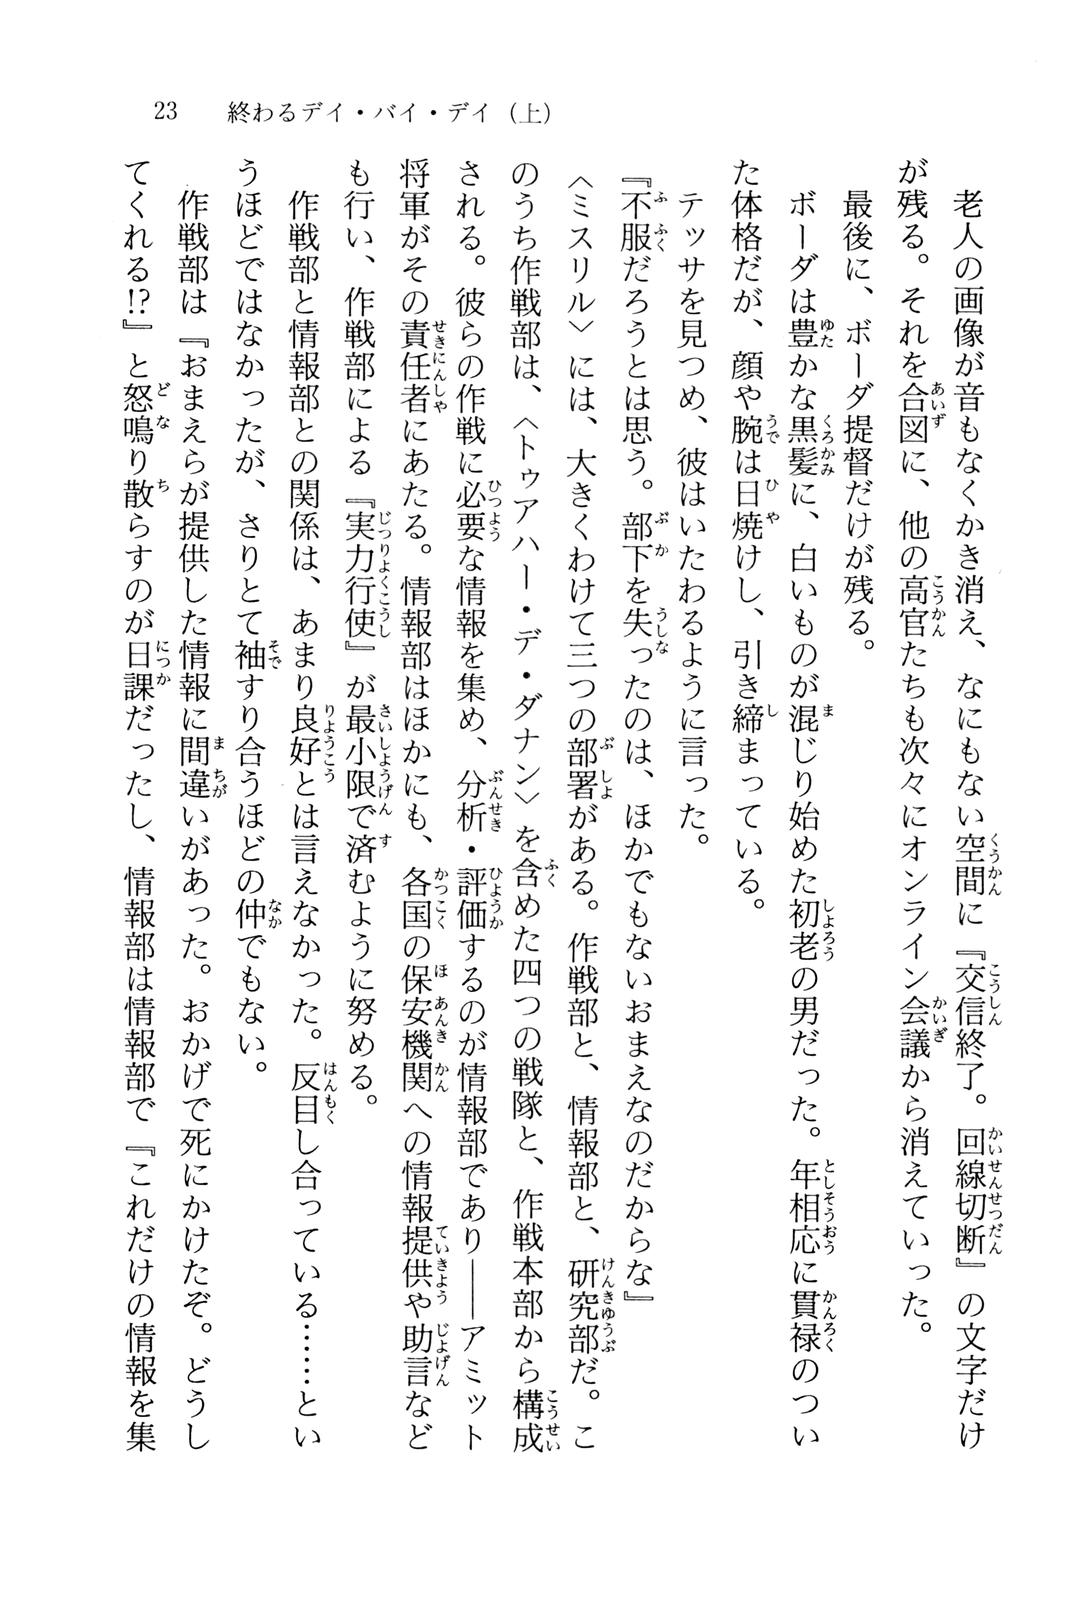 23　終わるデイ・バイ・デイ（上）
　老人の画像が音もなくかき消え、なにもない空間に『交信終了。回線切断』の文字だけ
が残る。それを合図に、他の高官たちも次々にオンライン会議から消えていった。
　最後に、ボーダ提督だけが残る。
　ボーダは豊かな黒髪に、白いものが混じり始めた初老の男だった。年相応に貫禄のつい
た体格だが、顔や腕は日焼けし、引き締まっている。
　テッサを見つめ、彼はいたわるように言った。
『不服だろうとは思う。部下を失ったのは、ほかでもないおまえなのだからな』
〈ミスリル〉には、大きくわけて三つの部署がある。作戦部と、情報部と、研究部だ。こ
のうち作戦部は、〈トゥアハー・デ・ダナン〉を含めた四つの戦隊と、作戦本部から構成
される。彼らの作戦に必要な情報を集め、分析・評価するのが情報部であり――アミット
将軍がその責任者にあたる。情報部はほかにも、各国の保安機関への情報提供や助言など
も行い、作戦部による『実力行使』が最小限で済むように努める。
　作戦部と情報部との関係は、あまり良好とは言えなかった。反目し合っている……とい
うほどではなかったが、さりとて袖すり合うほどの仲でもない。
　作戦部は『おまえらが提供した情報に間違いがあった。おかげで死にかけたぞ。どうし
てくれる!?』と怒鳴り散らすのが日課だったし、情報部は情報部で『これだけの情報を集